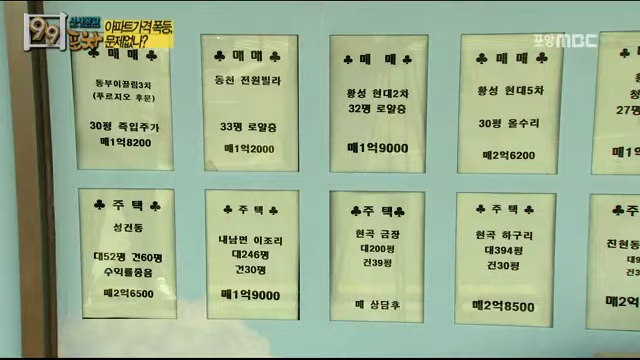 99
아파트가격 폭등,
문제없나?
포항MBC
♣ 매 매 ♣
동부이끌림3차
(푸르지오 후문)
30평 즉입주가
매1억8200
♣ 매 매 ♣
동천 전원빌라
33평 로얄층
매1억2000
♣ 매 매 ♣
황성 현대2차
32평 로얄층
매1억9000
♣ 매 매 ♣
황성 현대5차
30평 올수리
매2억6200
27평
매1
♣ 주 택 ♣
성건동
대52평 건60평
수익률좋음
매2억6500
♣ 주 택 ♣
내남면 이조리
대246평
건30평
매1억9000
♣ 주 택 ♣
현곡 금장
대200평
건39평
매 상담후
♣ 주 택 ♣
현곡 하구리
대394평
건30평
매2억8500
♣
진현동
대9
건
매2억